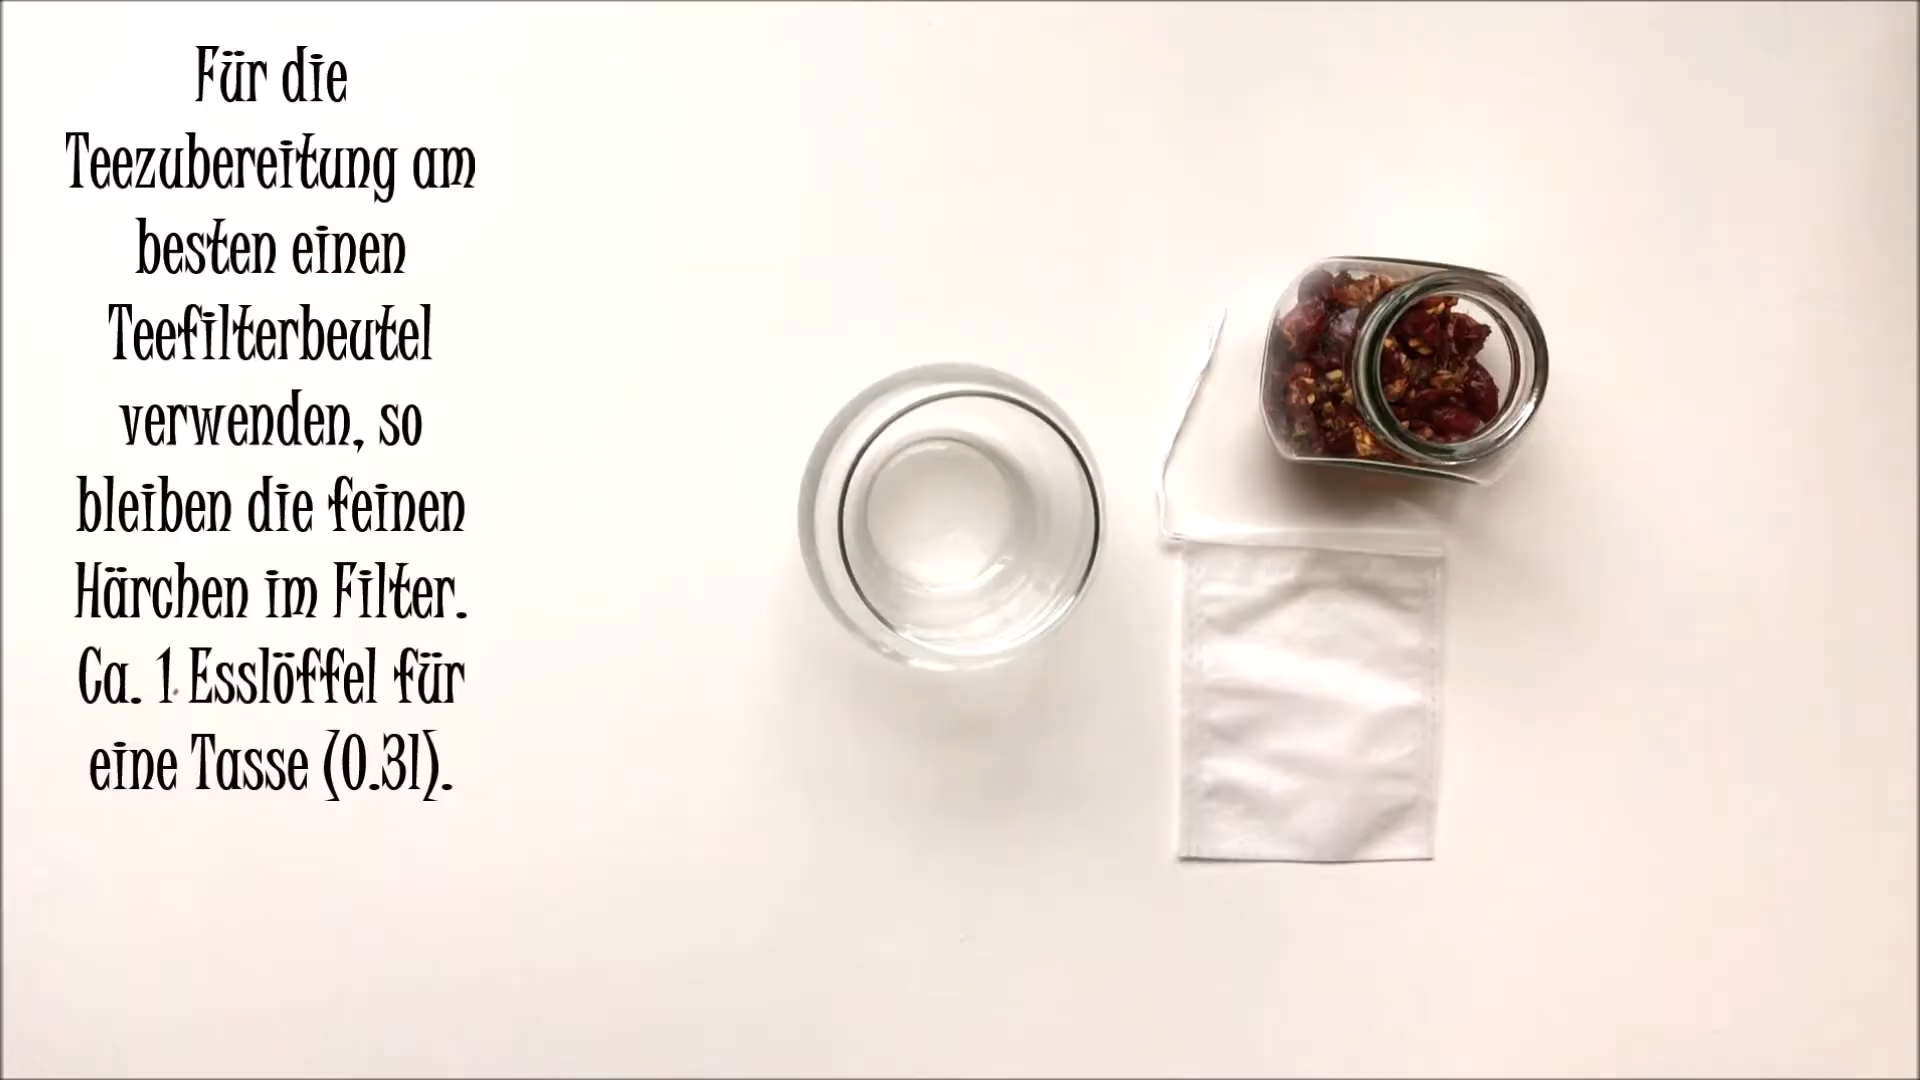 Für die
Teezubereitung am
besten einen
Teefilterbeutel
verwenden, so
bleiben die feinen
Härchen im Filter.
Ca. 1 Esslöffel für
eine Tasse (0.3l).